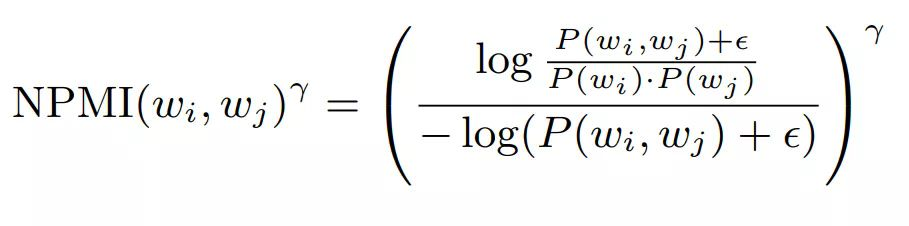 NPMI(w_i, w_j)^γ = ( log (P(w_i,w_j)+ϵ / P(w_i)·P(w_j)) / −log(P(w_i, w_j) + ϵ) )^γ